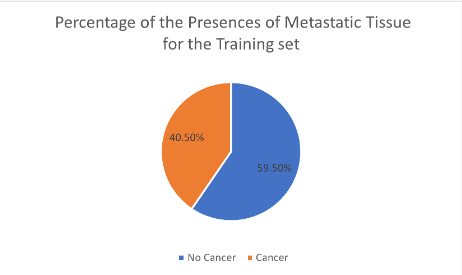 Percentage of the Presences of Metastatic Tissue
for the Training set
40.50%
59.50%
No Cancer Cancer